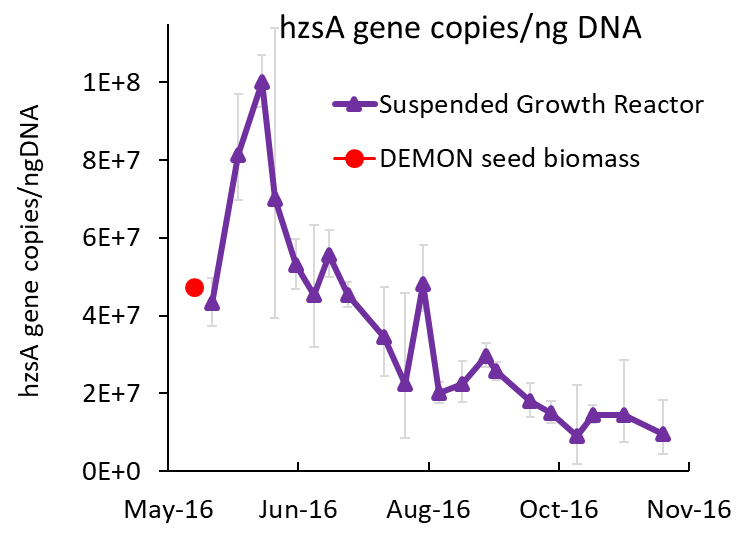 hzsA gene copies/ng DNA
hzsA gene copies/ngDNA
1E+8
8E+7
6E+7
4E+7
2E+7
0E+0
Suspended Growth Reactor
DEMON seed biomass
May-16 Jun-16 Aug-16 Oct-16 Nov-16